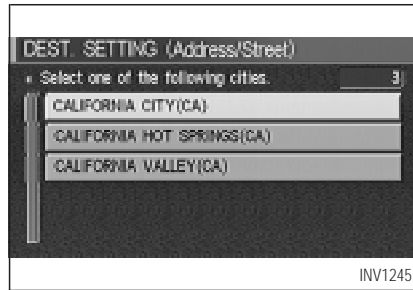 DEST. SETTING (Address/Street)
Select one of the following cities. 3
CALIFORNIA CITY(CA)
CALIFORNIA HOT SPRINGS(CA)
CALIFORNIA VALLEY(CA)
INV1245